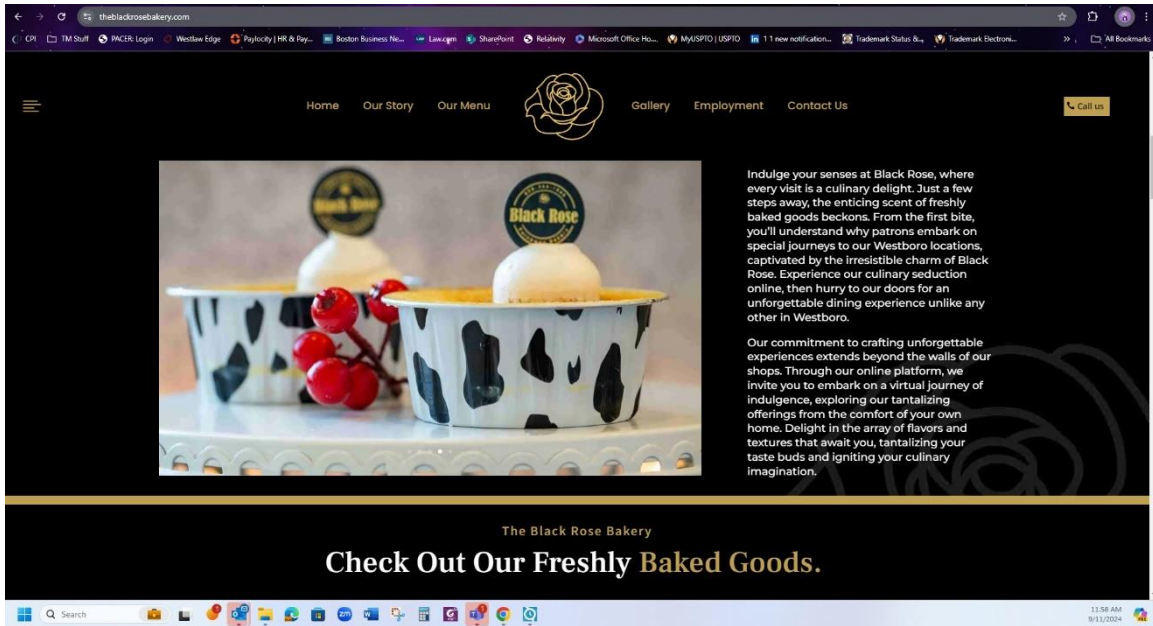 theblackrosebakery.com
CPI TM Stuff PACER: Login Westlaw Edge Paylocity | HR & Pay... Boston Business Ne... Law.com SharePoint Relativity Microsoft Office Ho... MyUSPTO | USPTO 1 1 new notification... Trademark Status &... Trademark Electroni... » All Bookmarks
Home Our Story Our Menu Gallery Employment Contact Us Call us
Black Rose
Black Rose
Indulge your senses at Black Rose, where
every visit is a culinary delight. Just a few
steps away, the enticing scent of freshly
baked goods beckons. From the first bite,
you'll understand why patrons embark on
special journeys to our Westboro locations,
captivated by the irresistible charm of Black
Rose. Experience our culinary seduction
online, then hurry to our doors for an
unforgettable dining experience unlike any
other in Westboro.
Our commitment to crafting unforgettable
experiences extends beyond the walls of our
shops. Through our online platform, we
invite you to embark on a virtual journey of
indulgence, exploring our tantalizing
offerings from the comfort of your own
home. Delight in the array of flavors and
textures that await you, tantalizing your
taste buds and igniting your culinary
imagination.
The Black Rose Bakery
Check Out Our Freshly Baked Goods.
Search
11:58 AM
9/11/2024